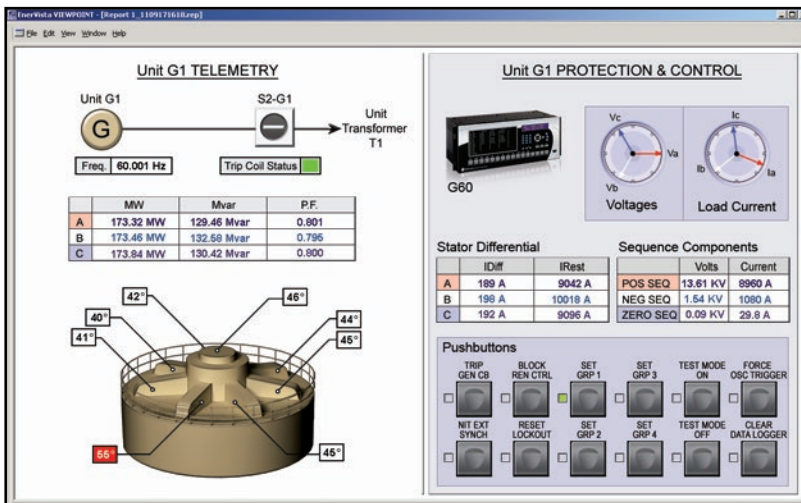 EnerVista VIEWPOINT - [Report 1_1109171618.rep]
File Edit View Window Help
Unit G1 TELEMETRY
Unit G1
S2-G1
G
Unit
Transformer
T1
Freq. 60.001 Hz
Trip Coil Status
MW Mvar P.F.
A 173.32 MW 129.46 Mvar 0.801
B 173.46 MW 132.58 Mvar 0.795
C 173.84 MW 130.42 Mvar 0.800
42°
46°
40°
44°
41°
45°
55°
45°
Unit G1 PROTECTION & CONTROL
G60
Vc
Va
Vb
Voltages
Ic
Ib
Ia
Load Current
Stator Differential
IDiff IRest
A 189 A 9042 A
B 198 A 10018 A
C 192 A 9096 A
Sequence Components
Volts Current
POS SEQ 13.61 KV 8960 A
NEG SEQ 1.54 KV 1080 A
ZERO SEQ 0.09 KV 29.8 A
Pushbuttons
TRIP
GEN CB
BLOCK
REN CTRL
SET
GRP 1
SET
GRP 3
TEST MODE
ON
FORCE
OSC TRIGGER
NIT EXT
SYNCH
RESET
LOCKOUT
SET
GRP 2
SET
GRP 4
TEST MODE
OFF
CLEAR
DATA LOGGER